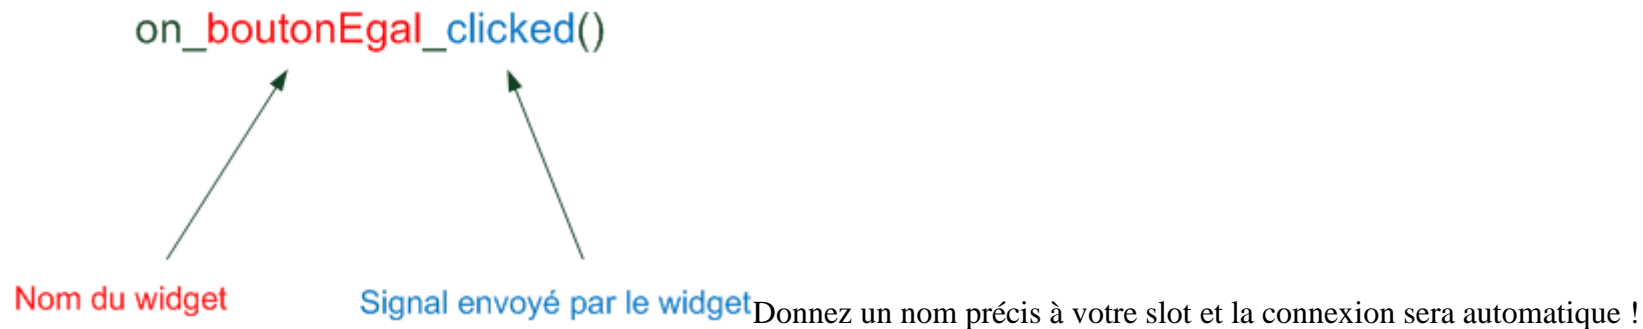 on_boutonEgal_clicked()
Nom du widget
Signal envoyé par le widget
Donnez un nom précis à votre slot et la connexion sera automatique !